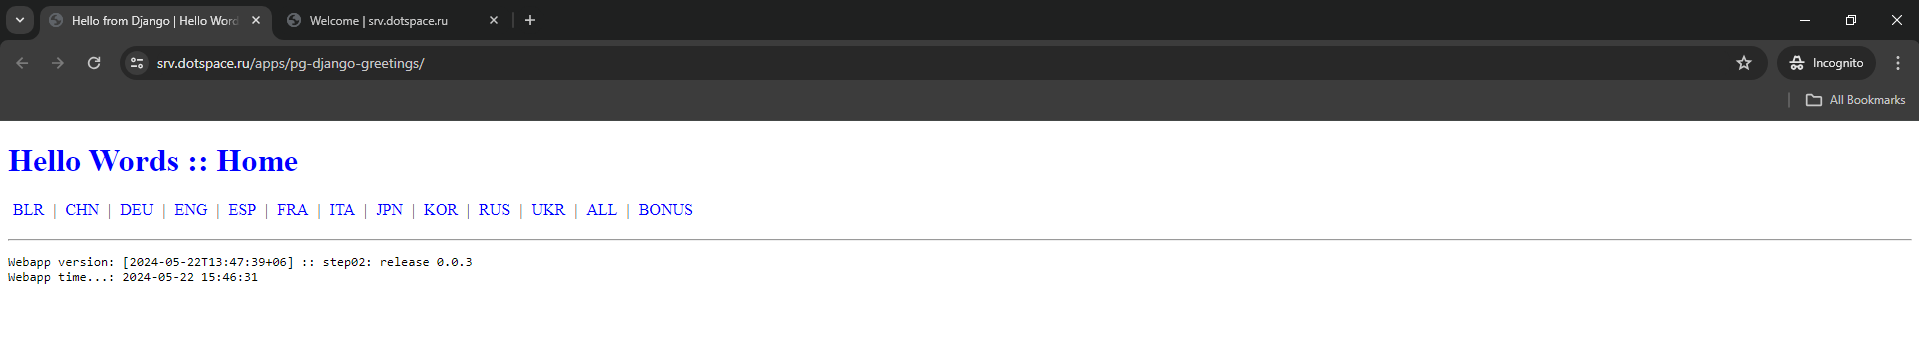 Hello from Django | Hello Word
Welcome | srv.dotspace.ru
srv.dotspace.ru/apps/pg-django-greetings/
Incognito
All Bookmarks
Hello Words :: Home
BLR | CHN | DEU | ENG | ESP | FRA | ITA | JPN | KOR | RUS | UKR | ALL | BONUS
Webapp version: [2024-05-22T13:47:39+06] :: step02: release 0.0.3
Webapp time...: 2024-05-22 15:46:31